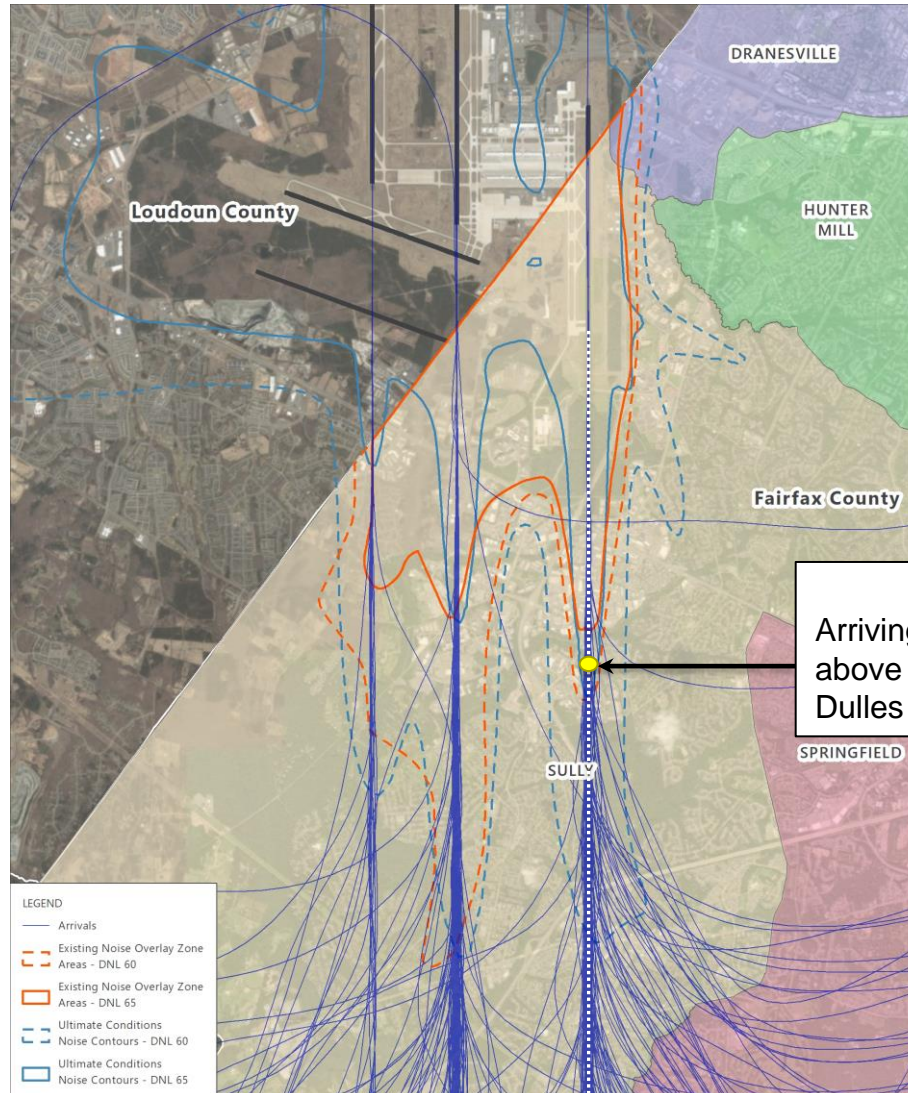 DRANESVILLE
HUNTER
MILL
Loudoun County
Fairfax County
Arriving
above
Dulles
SPRINGFIELD
SULLY
LEGEND
Arrivals
Existing Noise Overlay Zone
Areas - DNL 60
Existing Noise Overlay Zone
Areas - DNL 65
Ultimate Conditions
Noise Contours - DNL 60
Ultimate Conditions
Noise Contours - DNL 65